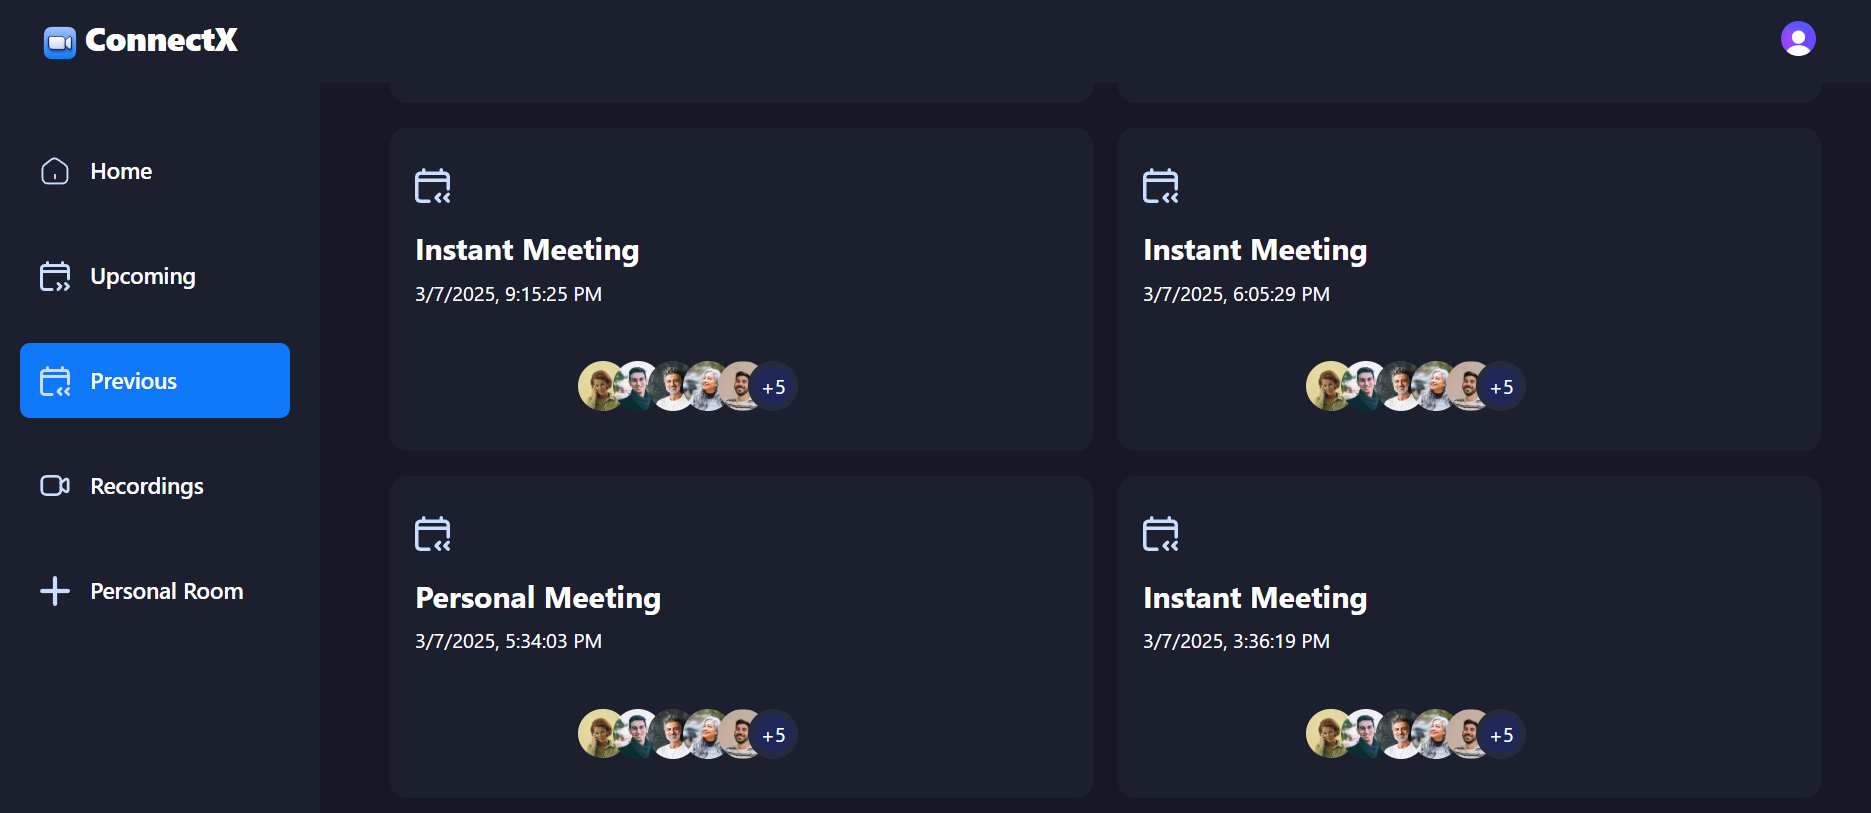 ConnectX
Home
Upcoming
Previous
Recordings
Personal Room
Instant Meeting
3/7/2025, 9:15:25 PM
+5
Instant Meeting
3/7/2025, 6:05:29 PM
+5
Personal Meeting
3/7/2025, 5:34:03 PM
+5
Instant Meeting
3/7/2025, 3:36:19 PM
+5